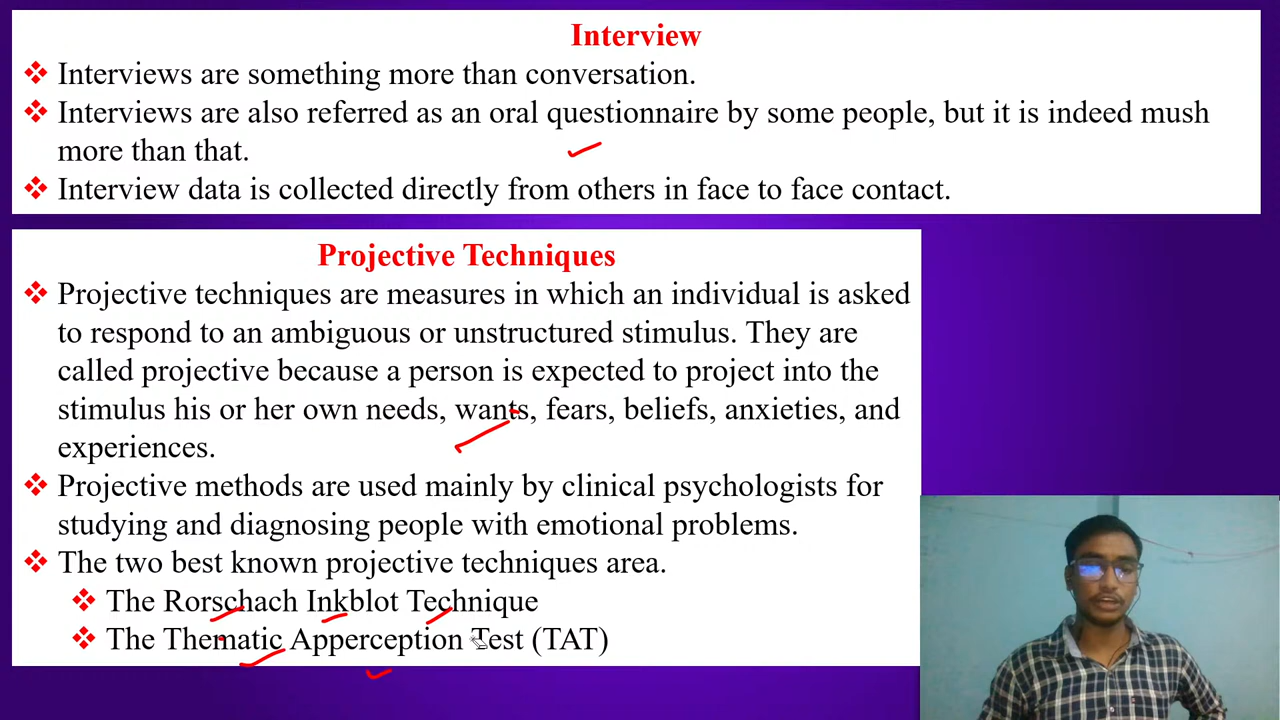 Interview
❖ Interviews are something more than conversation.
❖ Interviews are also referred as an oral questionnaire by some people, but it is indeed mush
more than that.
❖ Interview data is collected directly from others in face to face contact.
Projective Techniques
❖ Projective techniques are measures in which an individual is asked
to respond to an ambiguous or unstructured stimulus. They are
called projective because a person is expected to project into the
stimulus his or her own needs, wants, fears, beliefs, anxieties, and
experiences.
❖ Projective methods are used mainly by clinical psychologists for
studying and diagnosing people with emotional problems.
❖ The two best known projective techniques area.
❖ The Rorschach Inkblot Technique
❖ The Thematic Apperception Test (TAT)